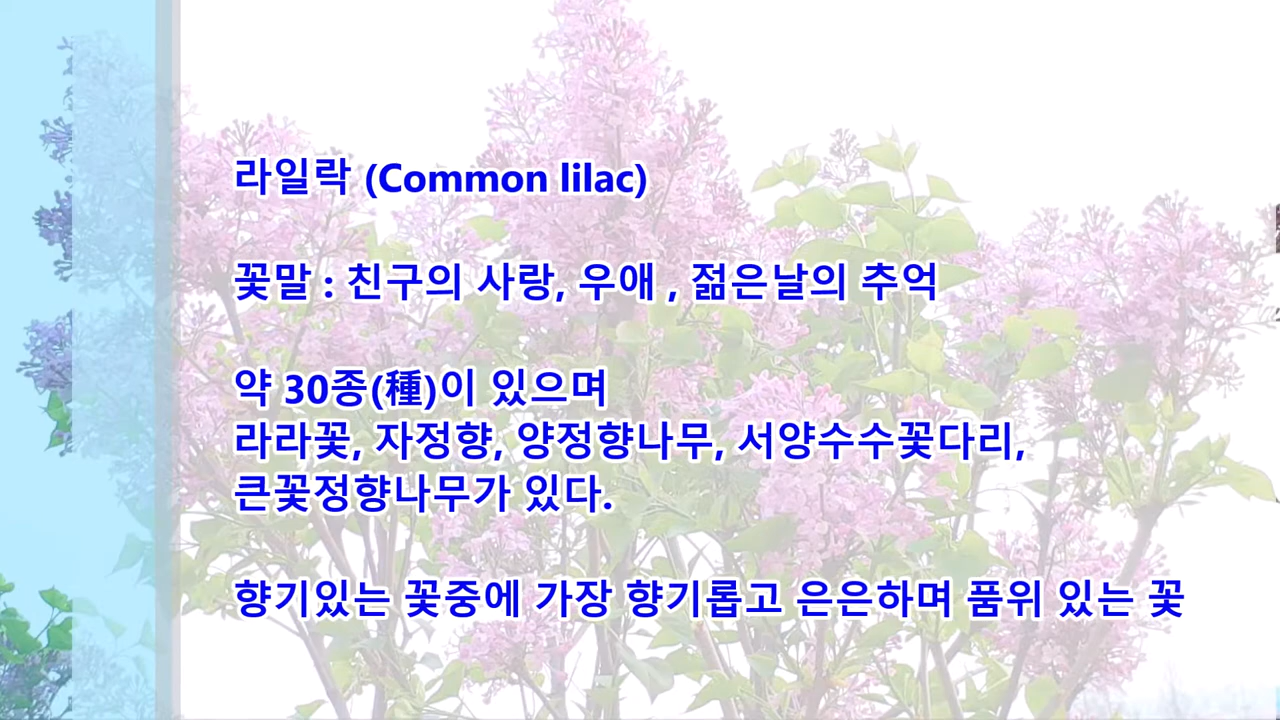 라일락 (Common lilac)
꽃말 : 친구의 사랑, 우애 , 젊은날의 추억
약 30종(種)이 있으며
라라꽃, 자정향, 양정향나무, 서양수수꽃다리,
큰꽃정향나무가 있다.
향기있는 꽃중에 가장 향기롭고 은은하며 품위 있는 꽃